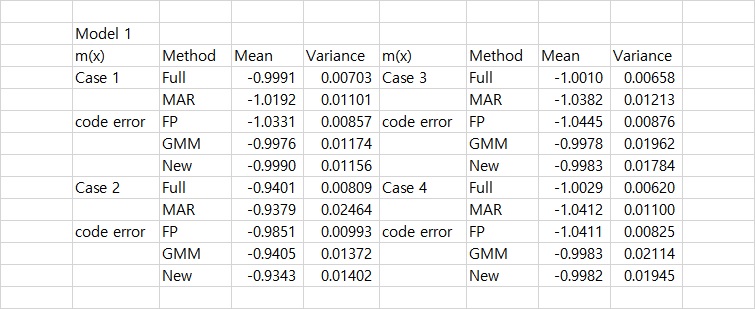 Model 1
m(x) Method Mean Variance m(x) Method Mean Variance
Case 1 Full -0.9991 0.00703 Case 3 Full -1.0010 0.00658
MAR -1.0192 0.01101 MAR -1.0382 0.01213
code error FP -1.0331 0.00857 code error FP -1.0445 0.00876
GMM -0.9976 0.01174 GMM -0.9978 0.01962
New -0.9990 0.01156 New -0.9983 0.01784
Case 2 Full -0.9401 0.00809 Case 4 Full -1.0029 0.00620
MAR -0.9379 0.02464 MAR -1.0412 0.01100
code error FP -0.9851 0.00993 code error FP -1.0411 0.00825
GMM -0.9405 0.01372 GMM -0.9983 0.02114
New -0.9343 0.01402 New -0.9982 0.01945